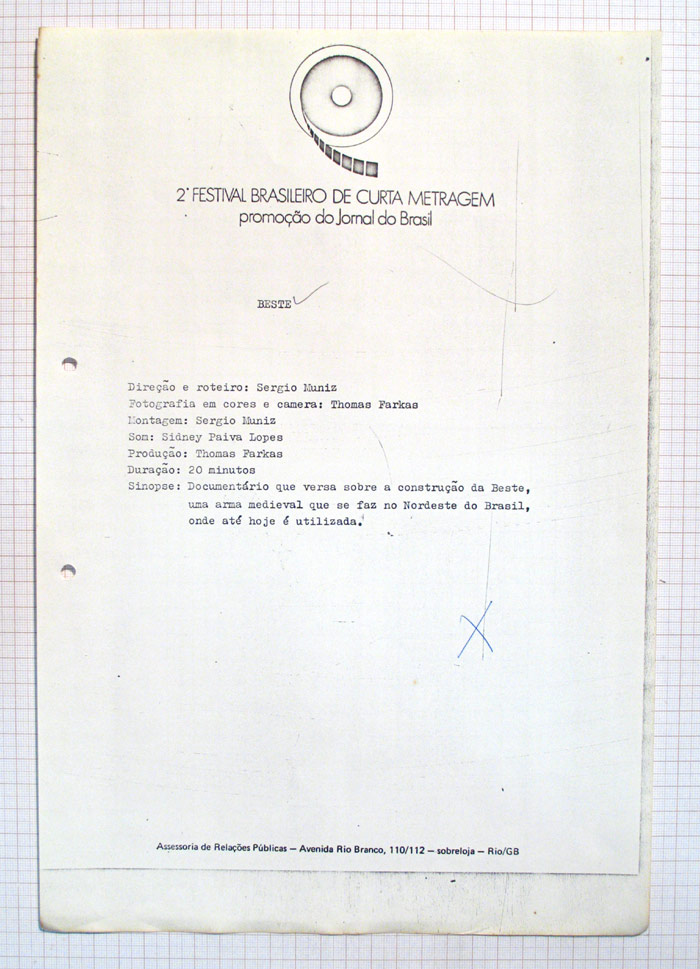 2º FESTIVAL BRASILEIRO DE CURTA METRAGEM
promoção do Jornal do Brasil
BESTE
Direção e roteiro: Sergio Muniz
Fotografia em cores e camera: Thomas Farkas
Montagem: Sergio Muniz
Som: Sidney Paiva Lopes
Produção: Thomas Farkas
Duração: 20 minutos
Sinopse: Documentário que versa sobre a construção da Beste,
uma arma medieval que se faz no Nordeste do Brasil,
onde até hoje é utilizada.
Assessoria de Relações Públicas — Avenida Rio Branco, 110/112 — sobreloja — Rio/GB